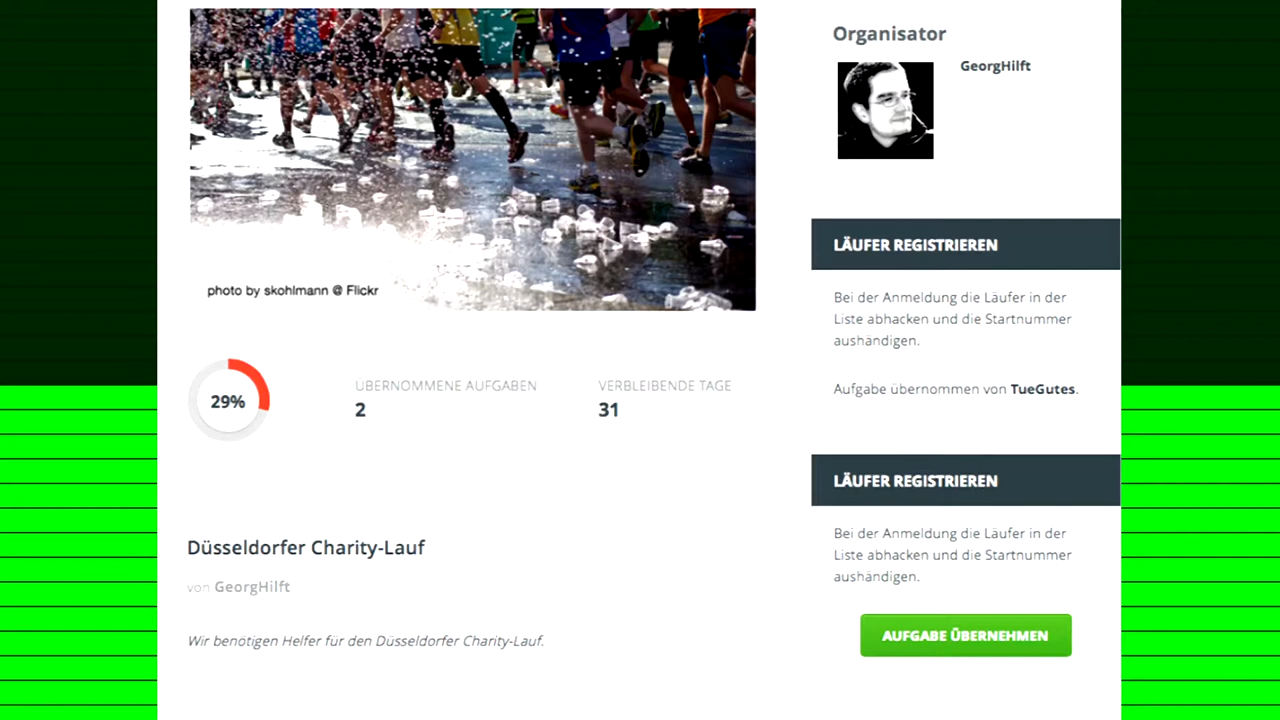 photo by skohlmann @ Flickr
29%
UBERNOMMENE AUFGABEN
2
VERBLEIBENDE TAGE
31
Düsseldorfer Charity-Lauf
von GeorgHilft
Wir benötigen Helfer für den Düsseldorfer Charity-Lauf.
Organisator
GeorgHilft
LÄUFER REGISTRIEREN
Bei der Anmeldung die Läufer in der
Liste abhacken und die Startnummer
aushändigen.
Aufgabe übernommen von TueGutes.
LÄUFER REGISTRIEREN
Bei der Anmeldung die Läufer in der
Liste abhacken und die Startnummer
aushändigen.
AUFGABE ÜBERNEHMEN